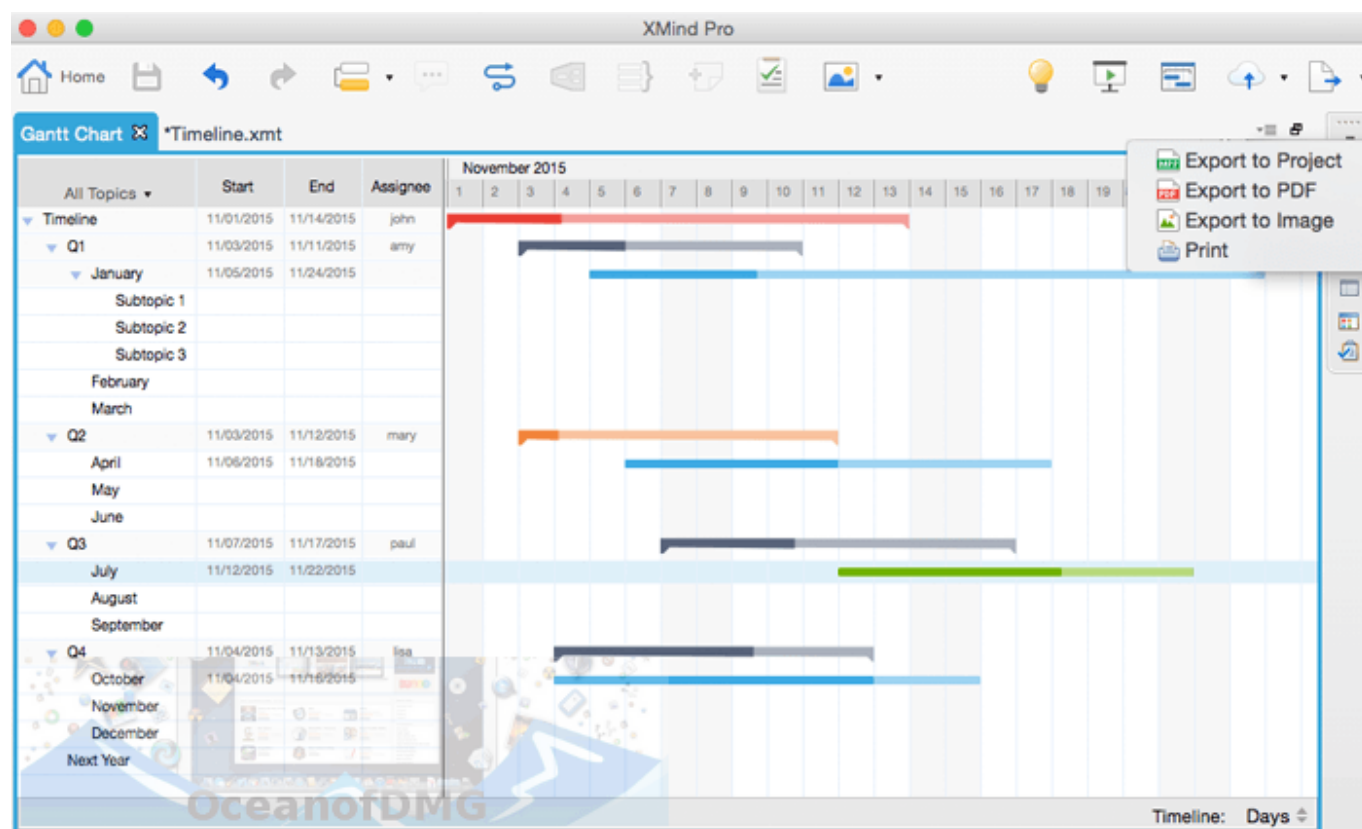 XMind Pro
Home
Gantt Chart *Timeline.xmt
Export to Project
Export to PDF
Export to Image
Print
November 2015
All Topics Start End Assignee 1 2 3 4 5 6 7 8 9 10 11 12 13 14 15 16 17 18 19
Timeline 11/01/2015 11/14/2015 john
Q1 11/03/2015 11/11/2015 amy
January 11/05/2015 11/24/2015
Subtopic 1
Subtopic 2
Subtopic 3
February
March
Q2 11/03/2015 11/12/2015 mary
April 11/06/2015 11/18/2015
May
June
Q3 11/07/2015 11/17/2015 paul
July 11/12/2015 11/22/2015
August
September
Q4 11/04/2015 11/13/2015 lisa
October 11/04/2015 11/16/2015
November
December
Next Year
OceanofDMG
Timeline: Days